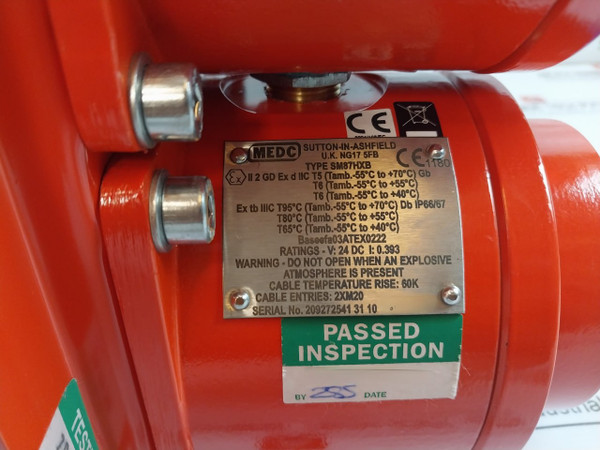 MEDC SUTTON-IN-ASHFIELD
U.K. NG17 5FB
TYPE SM87HXB
CE 1180
Ex II 2 GD Ex d IIC T5 (Tamb.-55°C to +70°C) Gb
T6 (Tamb.-55°C to +55°C)
T6 (Tamb.-55°C to +40°C)
Ex tb IIIC T95°C (Tamb.-55°C to +70°C) Db IP66/67
T80°C (Tamb.-55°C to +55°C)
T65°C (Tamb.-55°C to +40°C)
Baseefa03ATEX0222
RATINGS - V: 24 DC I: 0.393
WARNING - DO NOT OPEN WHEN AN EXPLOSIVE
ATMOSPHERE IS PRESENT
CABLE TEMPERATURE RISE: 60K
CABLE ENTRIES: 2XM20
SERIAL No. 209272541 31 10
CE
PASSED
INSPECTION
BY 255 DATE
TEST